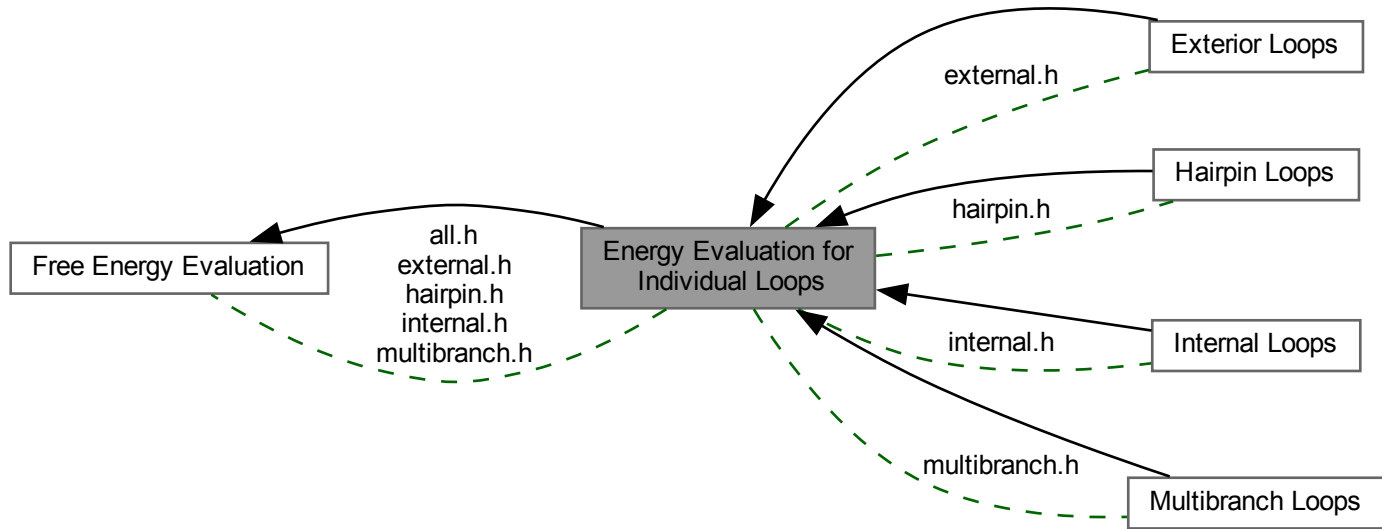 Exterior Loops
external.h
Hairpin Loops
hairpin.h
Free Energy Evaluation
all.h
external.h
hairpin.h
internal.h
multibranch.h
Energy Evaluation for
Individual Loops
internal.h
Internal Loops
multibranch.h
Multibranch Loops